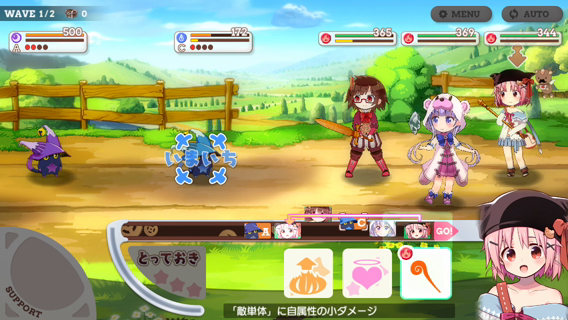 WAVE 1/2 0
MENU
AUTO
500
A
172
C
365
369
344
いまいち
GO!
とっておき
SUPPORT
「敵単体」に自属性の小ダメージ